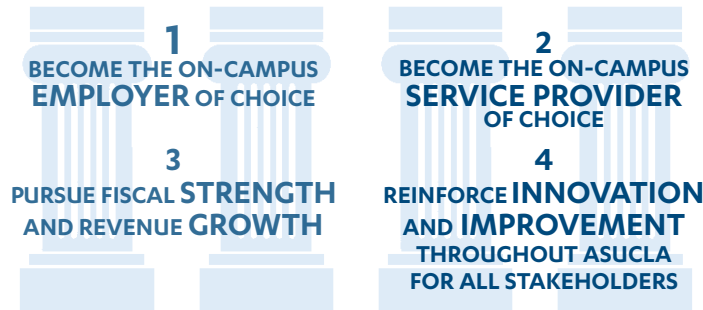 1
BECOME THE ON-CAMPUS
EMPLOYER OF CHOICE
2
BECOME THE ON-CAMPUS
SERVICE PROVIDER
OF CHOICE
3
PURSUE FISCAL STRENGTH
AND REVENUE GROWTH
4
REINFORCE INNOVATION
AND IMPROVEMENT
THROUGHOUT ASUCLA
FOR ALL STAKEHOLDERS